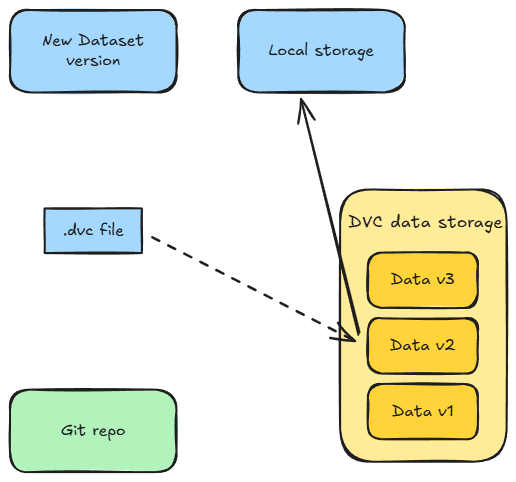 New Dataset
version
Local storage
.dvc file
DVC data storage
Data v3
Data v2
Data v1
Git repo